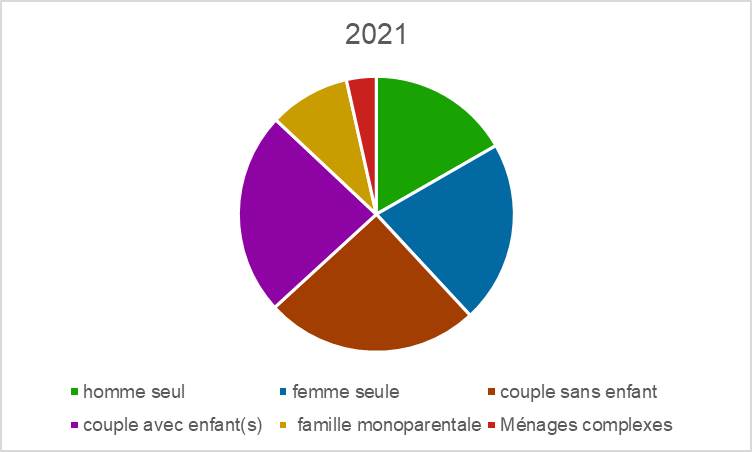 2021
homme seul femme seule couple sans enfant
couple avec enfant(s) famille monoparentale Ménages complexes